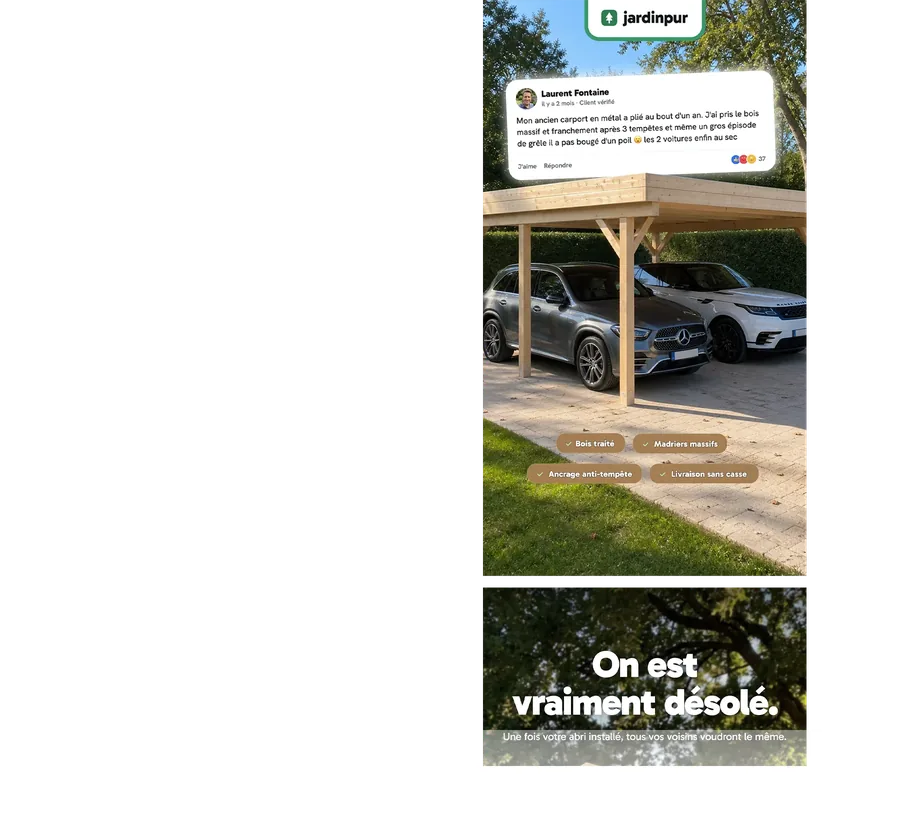 jardinpur
Laurent Fontaine
il y a 2 mois · Client vérifié
Mon ancien carport en métal a plié au bout d'un an. J'ai pris le bois
massif et franchement après 3 tempêtes et même un gros épisode
de grêle il a pas bougé d'un poil 😄 les 2 voitures enfin au sec
J'aime Répondre 37
✓ Bois traité ✓ Madriers massifs
✓ Ancrage anti-tempête ✓ Livraison sans casse
On est
vraiment désolé.
Une fois votre abri installé, tous vos voisins voudront le même.